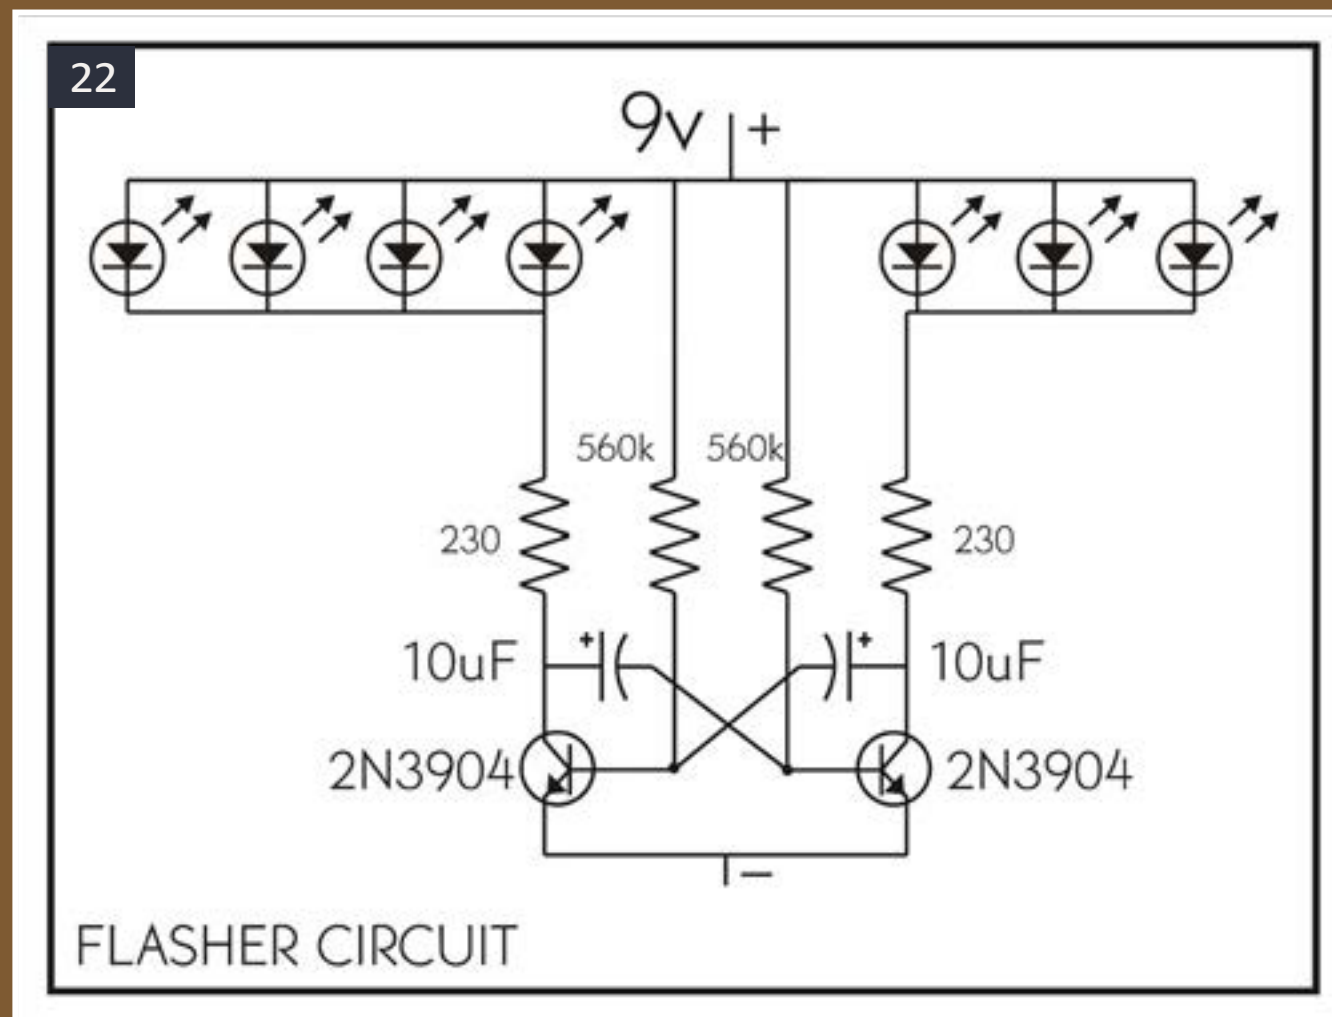 22
9v +
560k 560k
230 230
+ +
10uF 10uF
2N3904 2N3904
−
FLASHER CIRCUIT